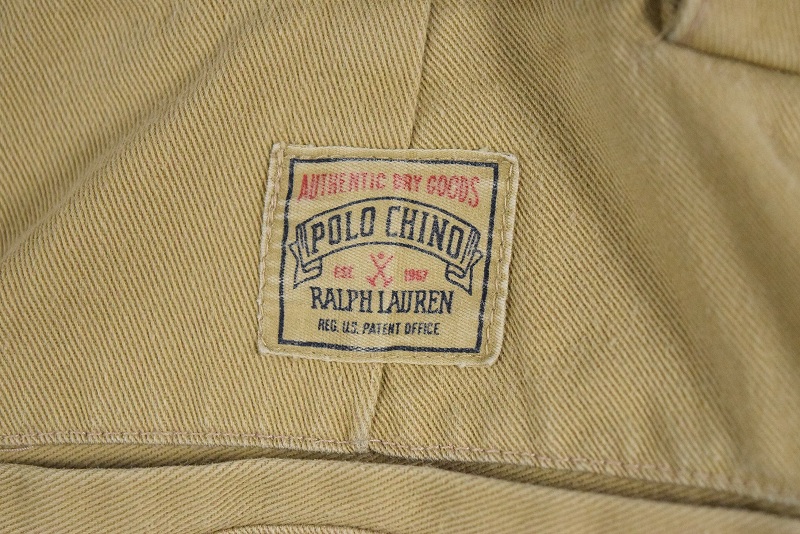 AUTHENTIC DRY GOODS
POLO CHINO
EST. 1967
RALPH LAUREN
REG. U.S. PATENT OFFICE